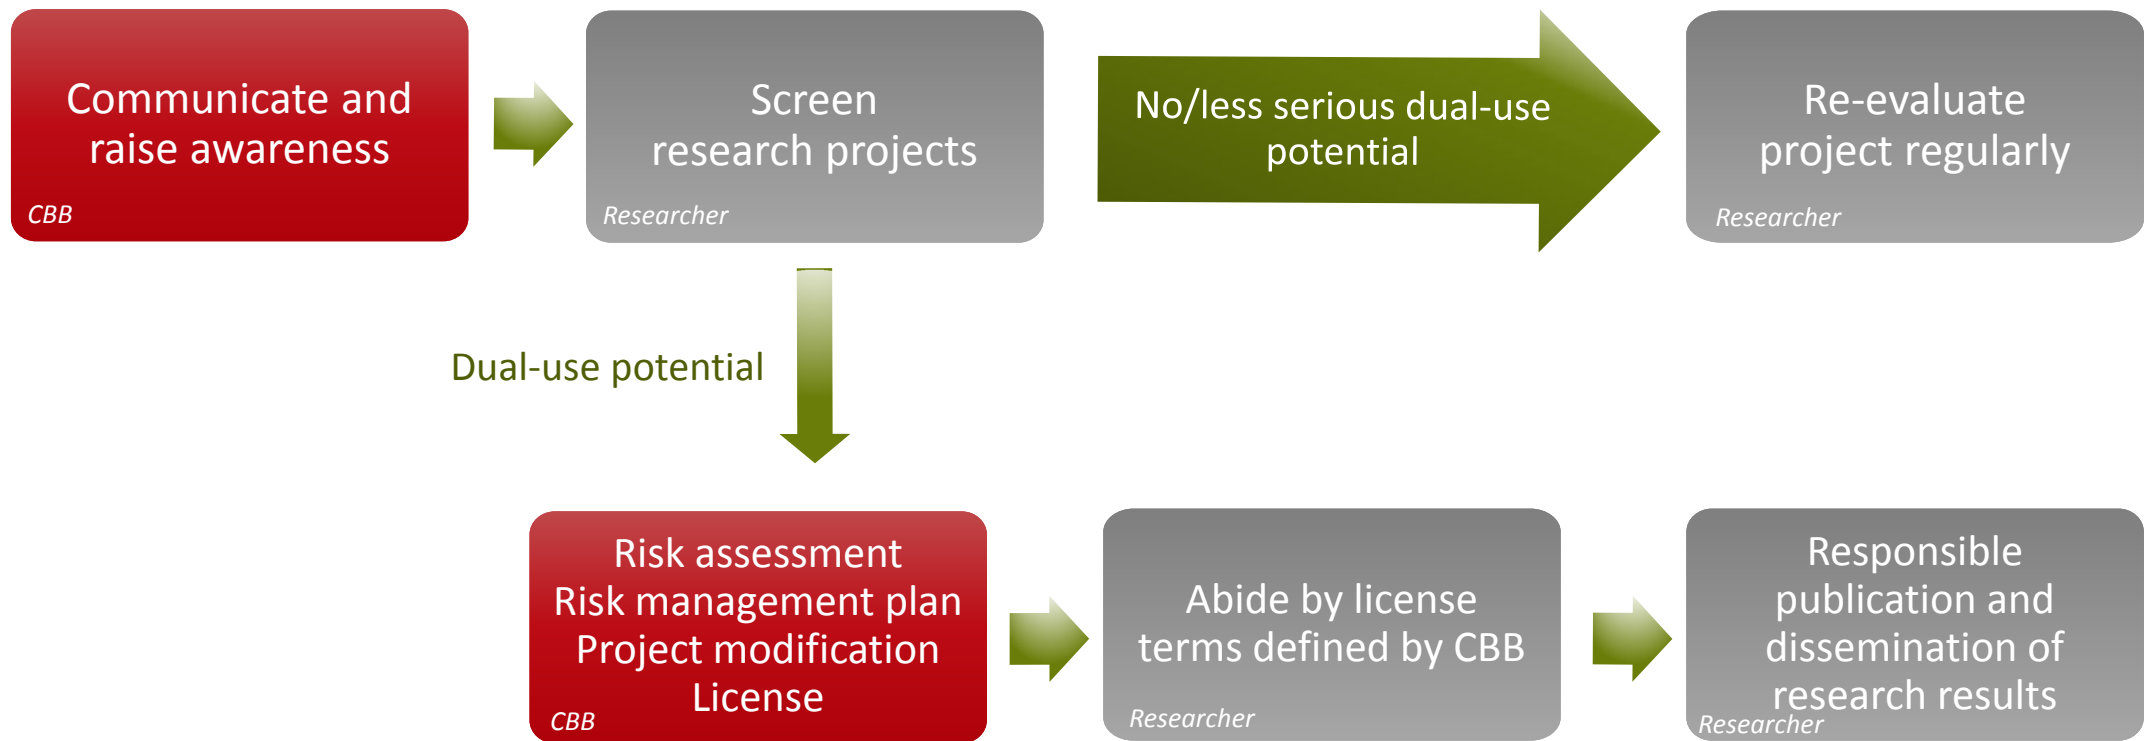 Communicate and
raise awareness
CBB
Screen
research projects
Researcher
No/less serious dual-use
potential
Re-evaluate
project regularly
Researcher
Dual-use potential
Risk assessment
Risk management plan
Project modification
License
CBB
Abide by license
terms defined by CBB
Researcher
Responsible
publication and
dissemination of
research results
Researcher